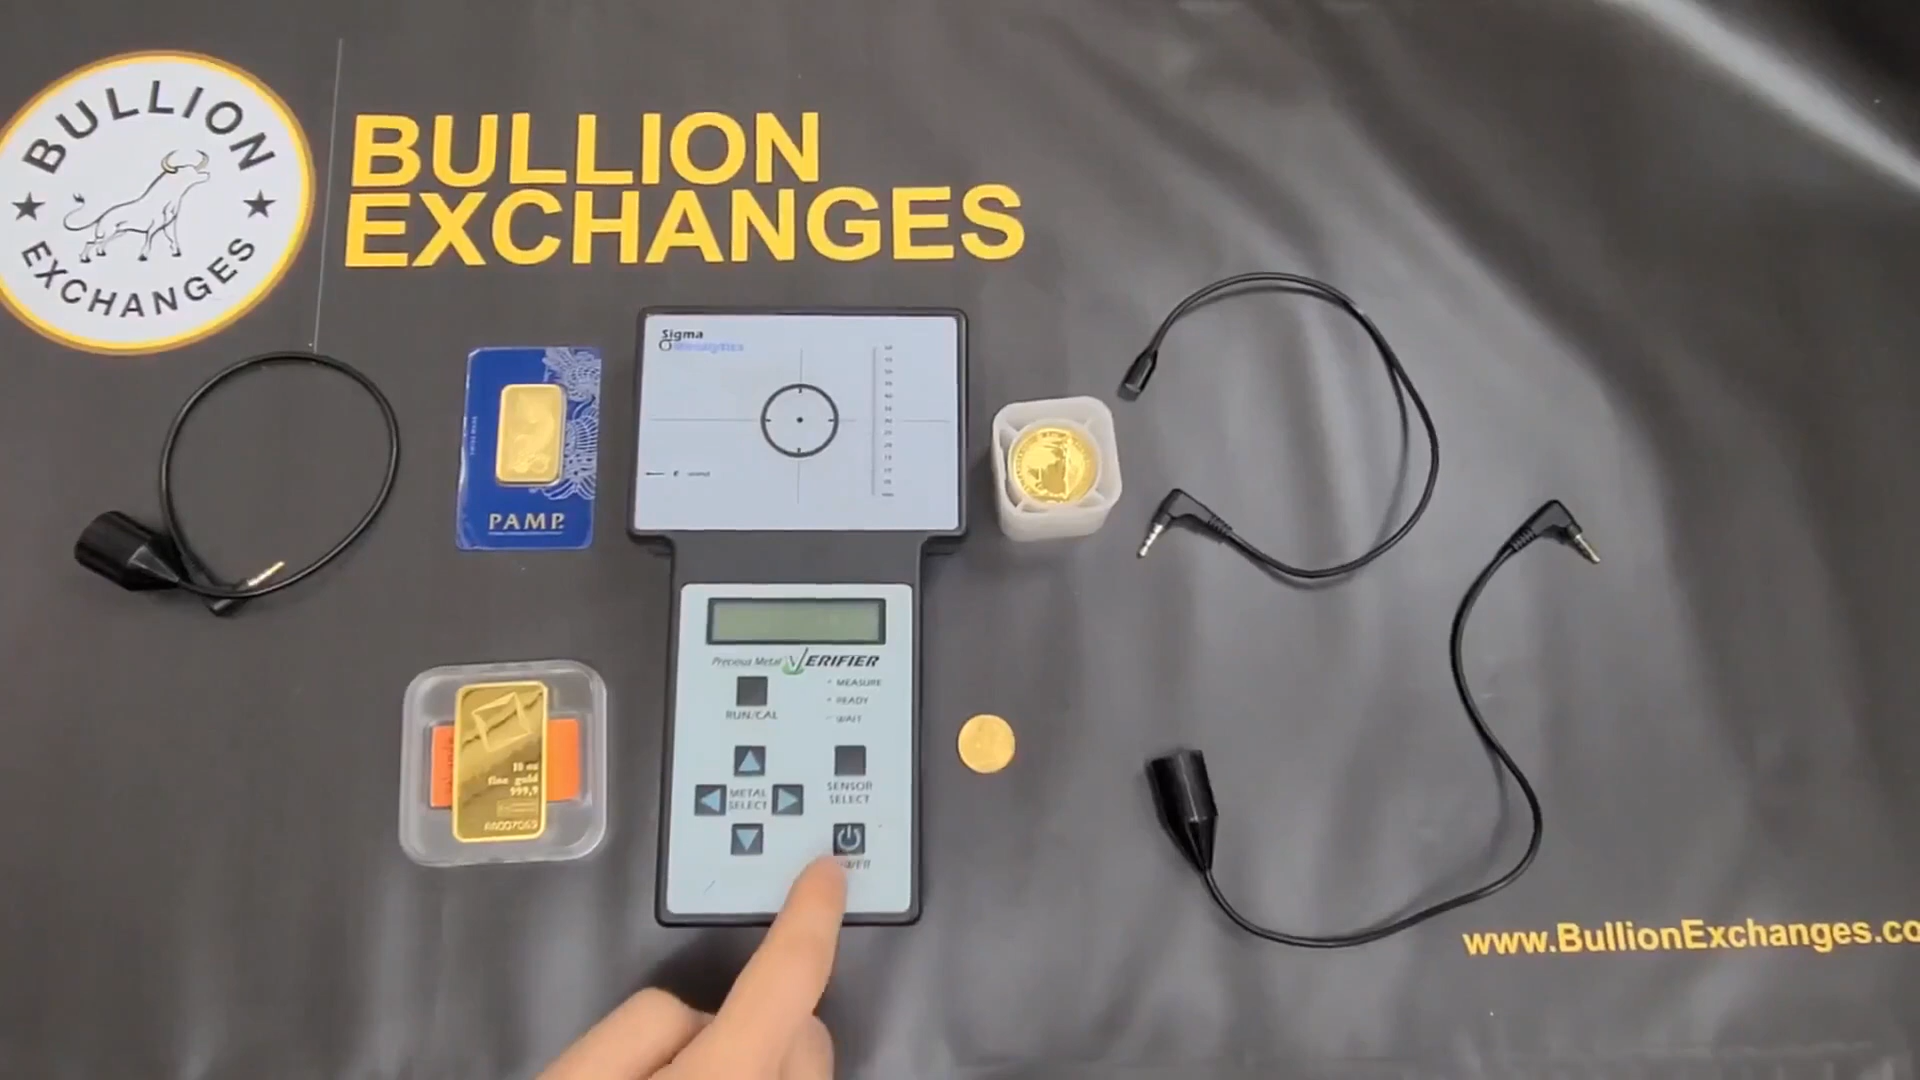 BULLION
EXCHANGES
BULLION
EXCHANGES
Sigma
Metalytics
PAMP.
Precious Metal VERIFIER
MEASURE
READY
WAIT
RUN/CAL
METAL
SELECT
SENSOR
SELECT
10 oz
fine gold
999,9
www.BullionExchanges.co